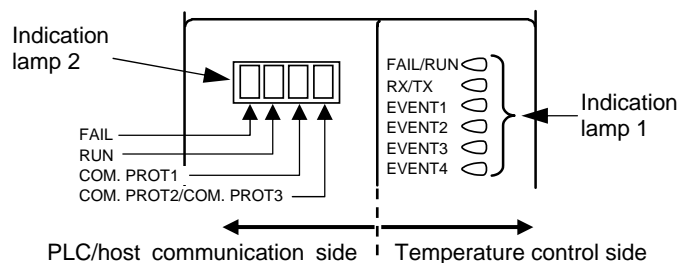 Indication
lamp 2
FAIL
RUN
COM. PROT1
COM. PROT2/COM. PROT3
FAIL/RUN
RX/TX
EVENT1
EVENT2
EVENT3
EVENT4
Indication
lamp 1
PLC/host communication side
Temperature control side